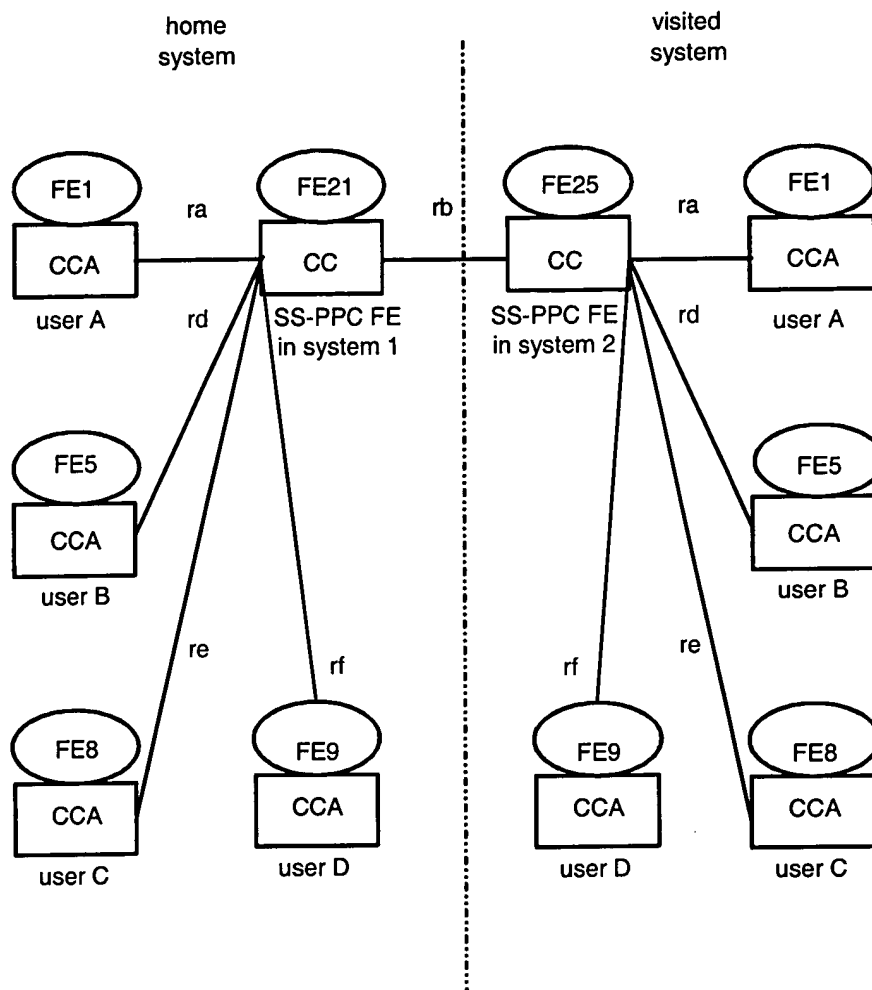 home
system
visited
system
FE1
FE21
FE25
FE1
ra
rb
ra
CCA
CC
CC
CCA
user A
rd
SS-PPC FE
in system 1
SS-PPC FE
in system 2
rd
user A
FE5
FE5
CCA
CCA
user B
user B
re
rf
rf
re
FE8
FE9
FE9
FE8
CCA
CCA
CCA
CCA
user C
user D
user D
user C